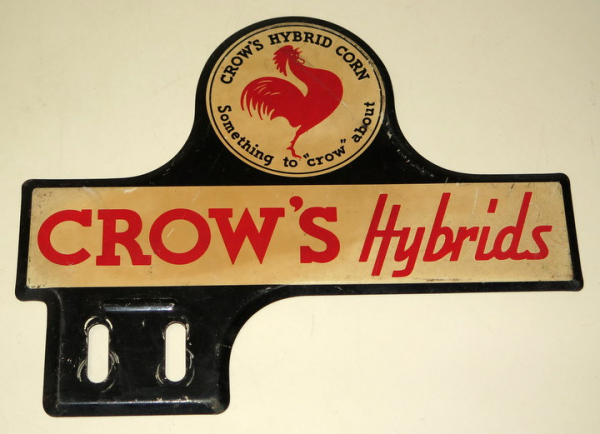 CROW'S HYBRID CORN
Something to "crow" about
CROW'S Hybrids